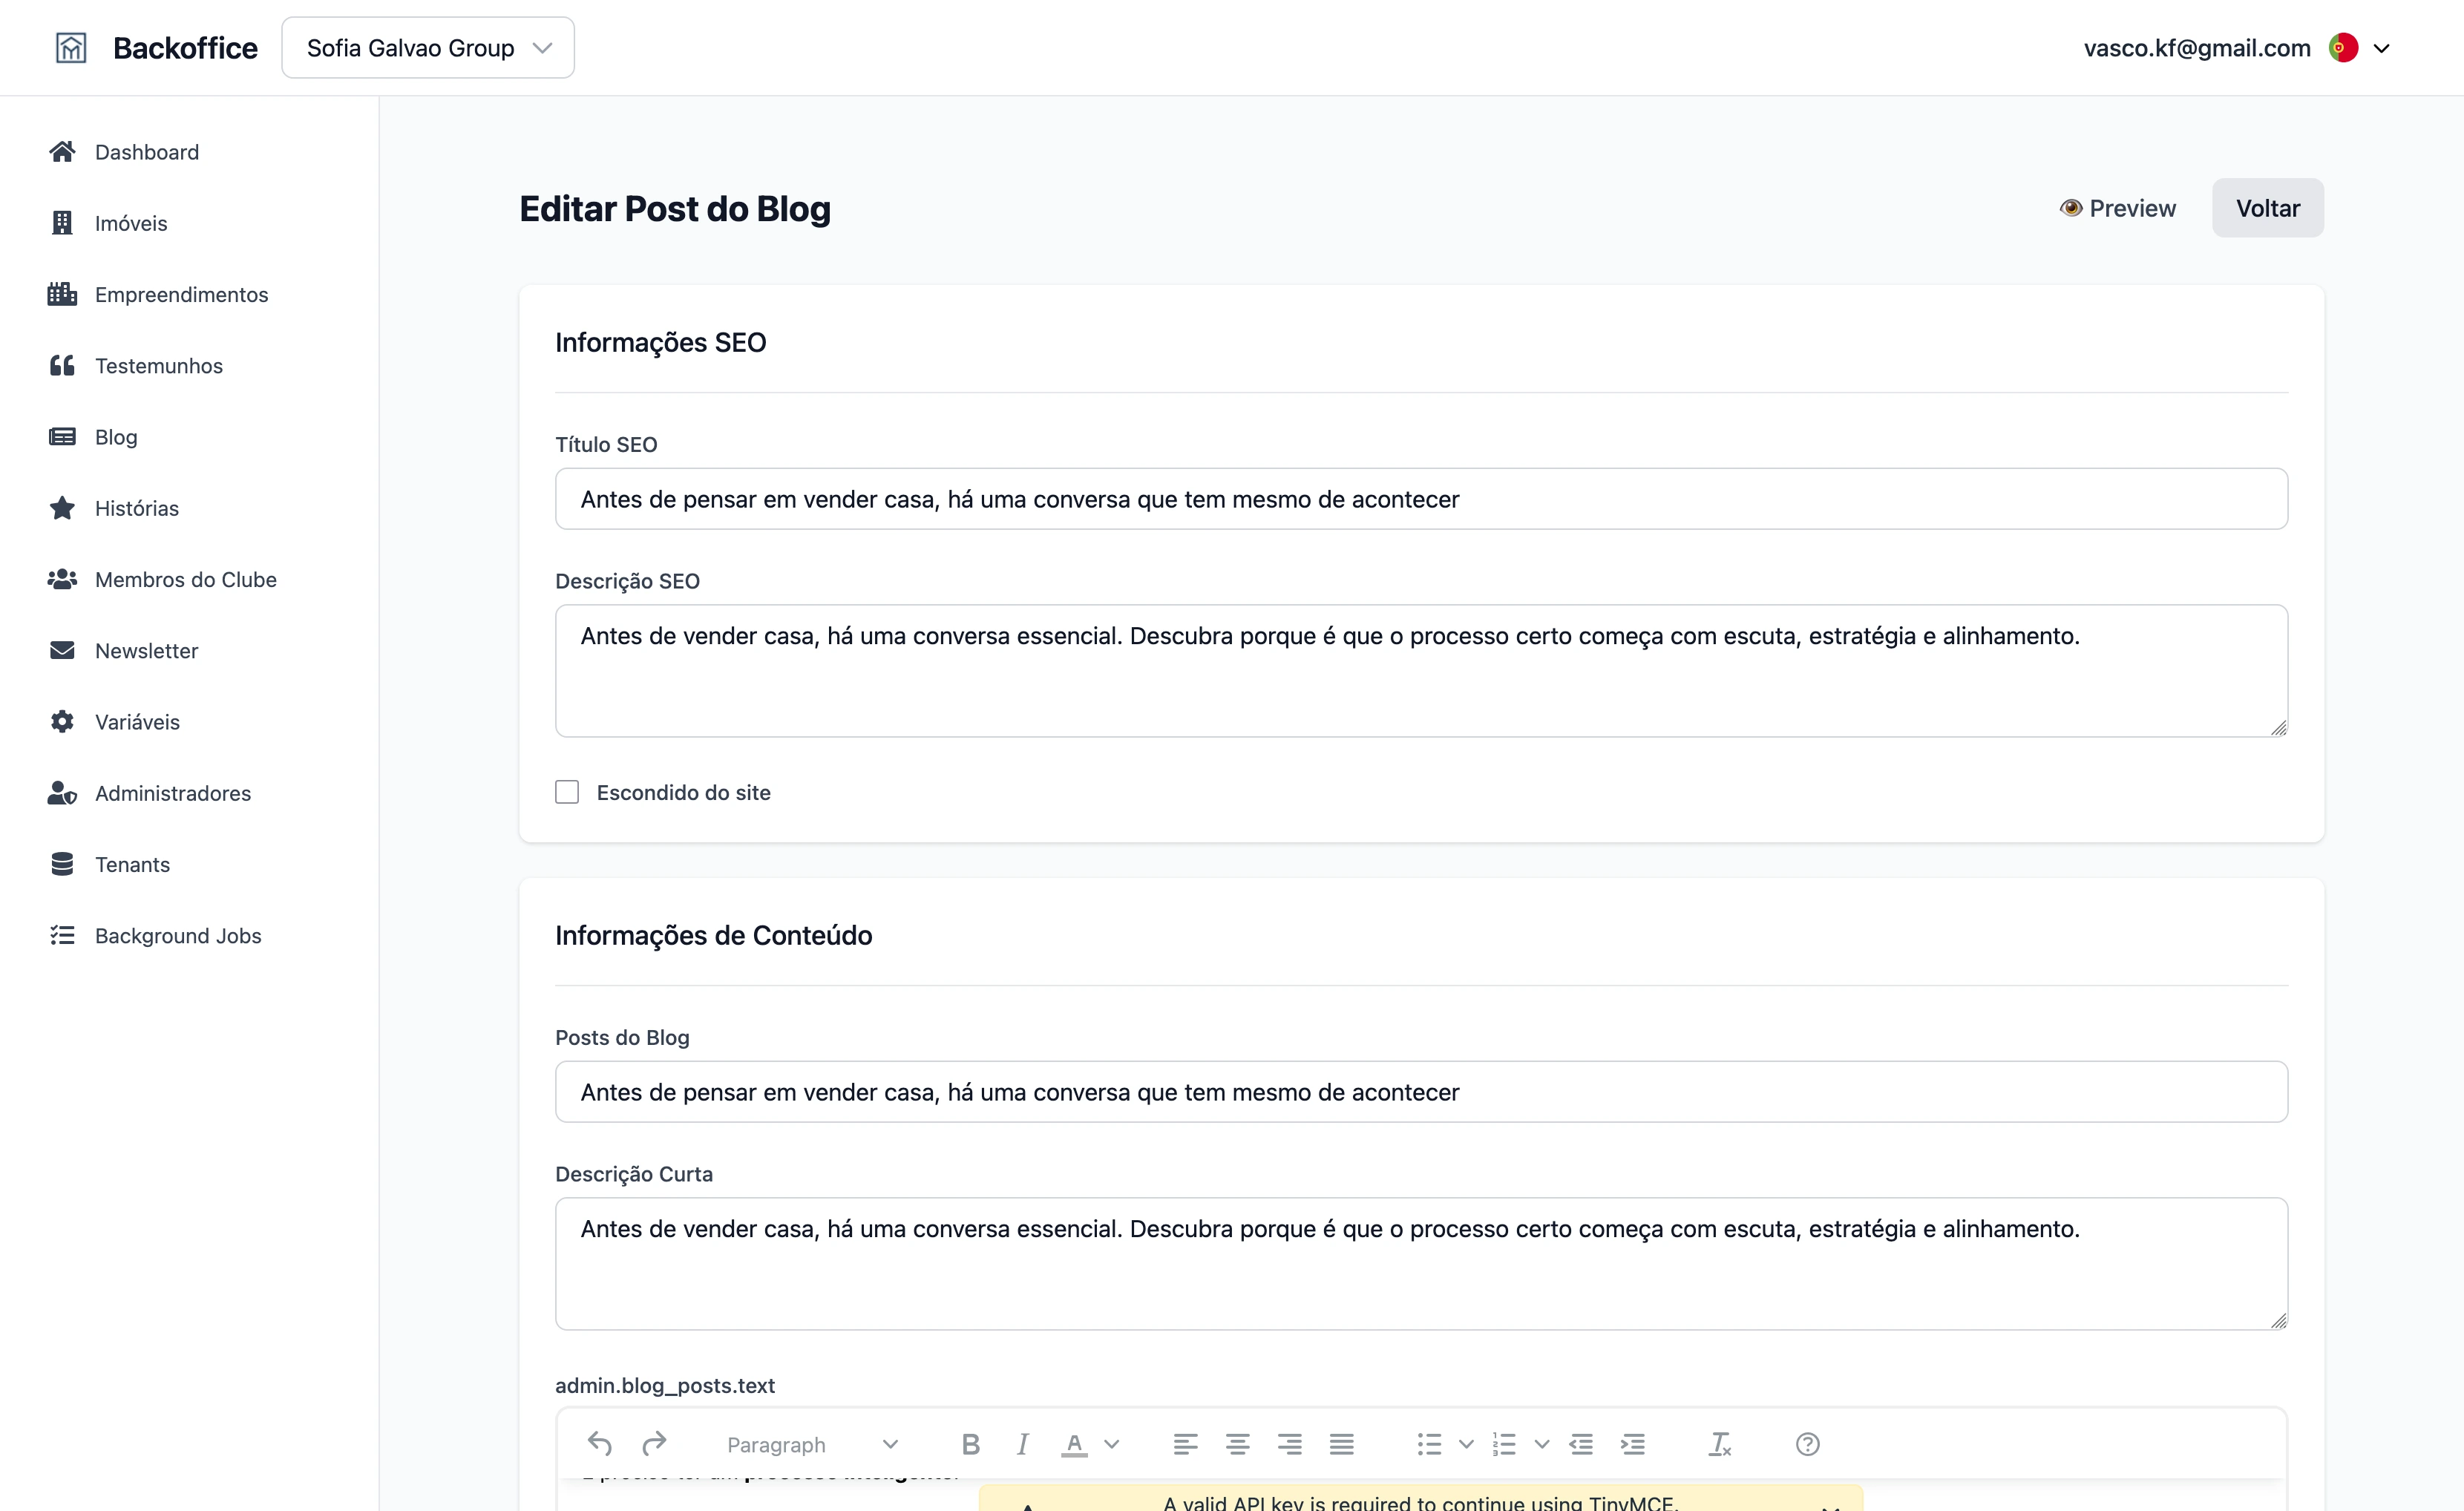 Backoffice
Sofia Galvao Group
vasco.kf@gmail.com
Dashboard
Imóveis
Empreendimentos
Testemunhos
Blog
Histórias
Membros do Clube
Newsletter
Variáveis
Administradores
Tenants
Background Jobs
Editar Post do Blog
Preview
Voltar
Informações SEO
Título SEO
Antes de pensar em vender casa, há uma conversa que tem mesmo de acontecer
Descrição SEO
Antes de vender casa, há uma conversa essencial. Descubra porque é que o processo certo começa com escuta, estratégia e alinhamento.
Escondido do site
Informações de Conteúdo
Posts do Blog
Antes de pensar em vender casa, há uma conversa que tem mesmo de acontecer
Descrição Curta
Antes de vender casa, há uma conversa essencial. Descubra porque é que o processo certo começa com escuta, estratégia e alinhamento.
admin.blog_posts.text
Paragraph
A valid API key is required to continue using TinyMCE.